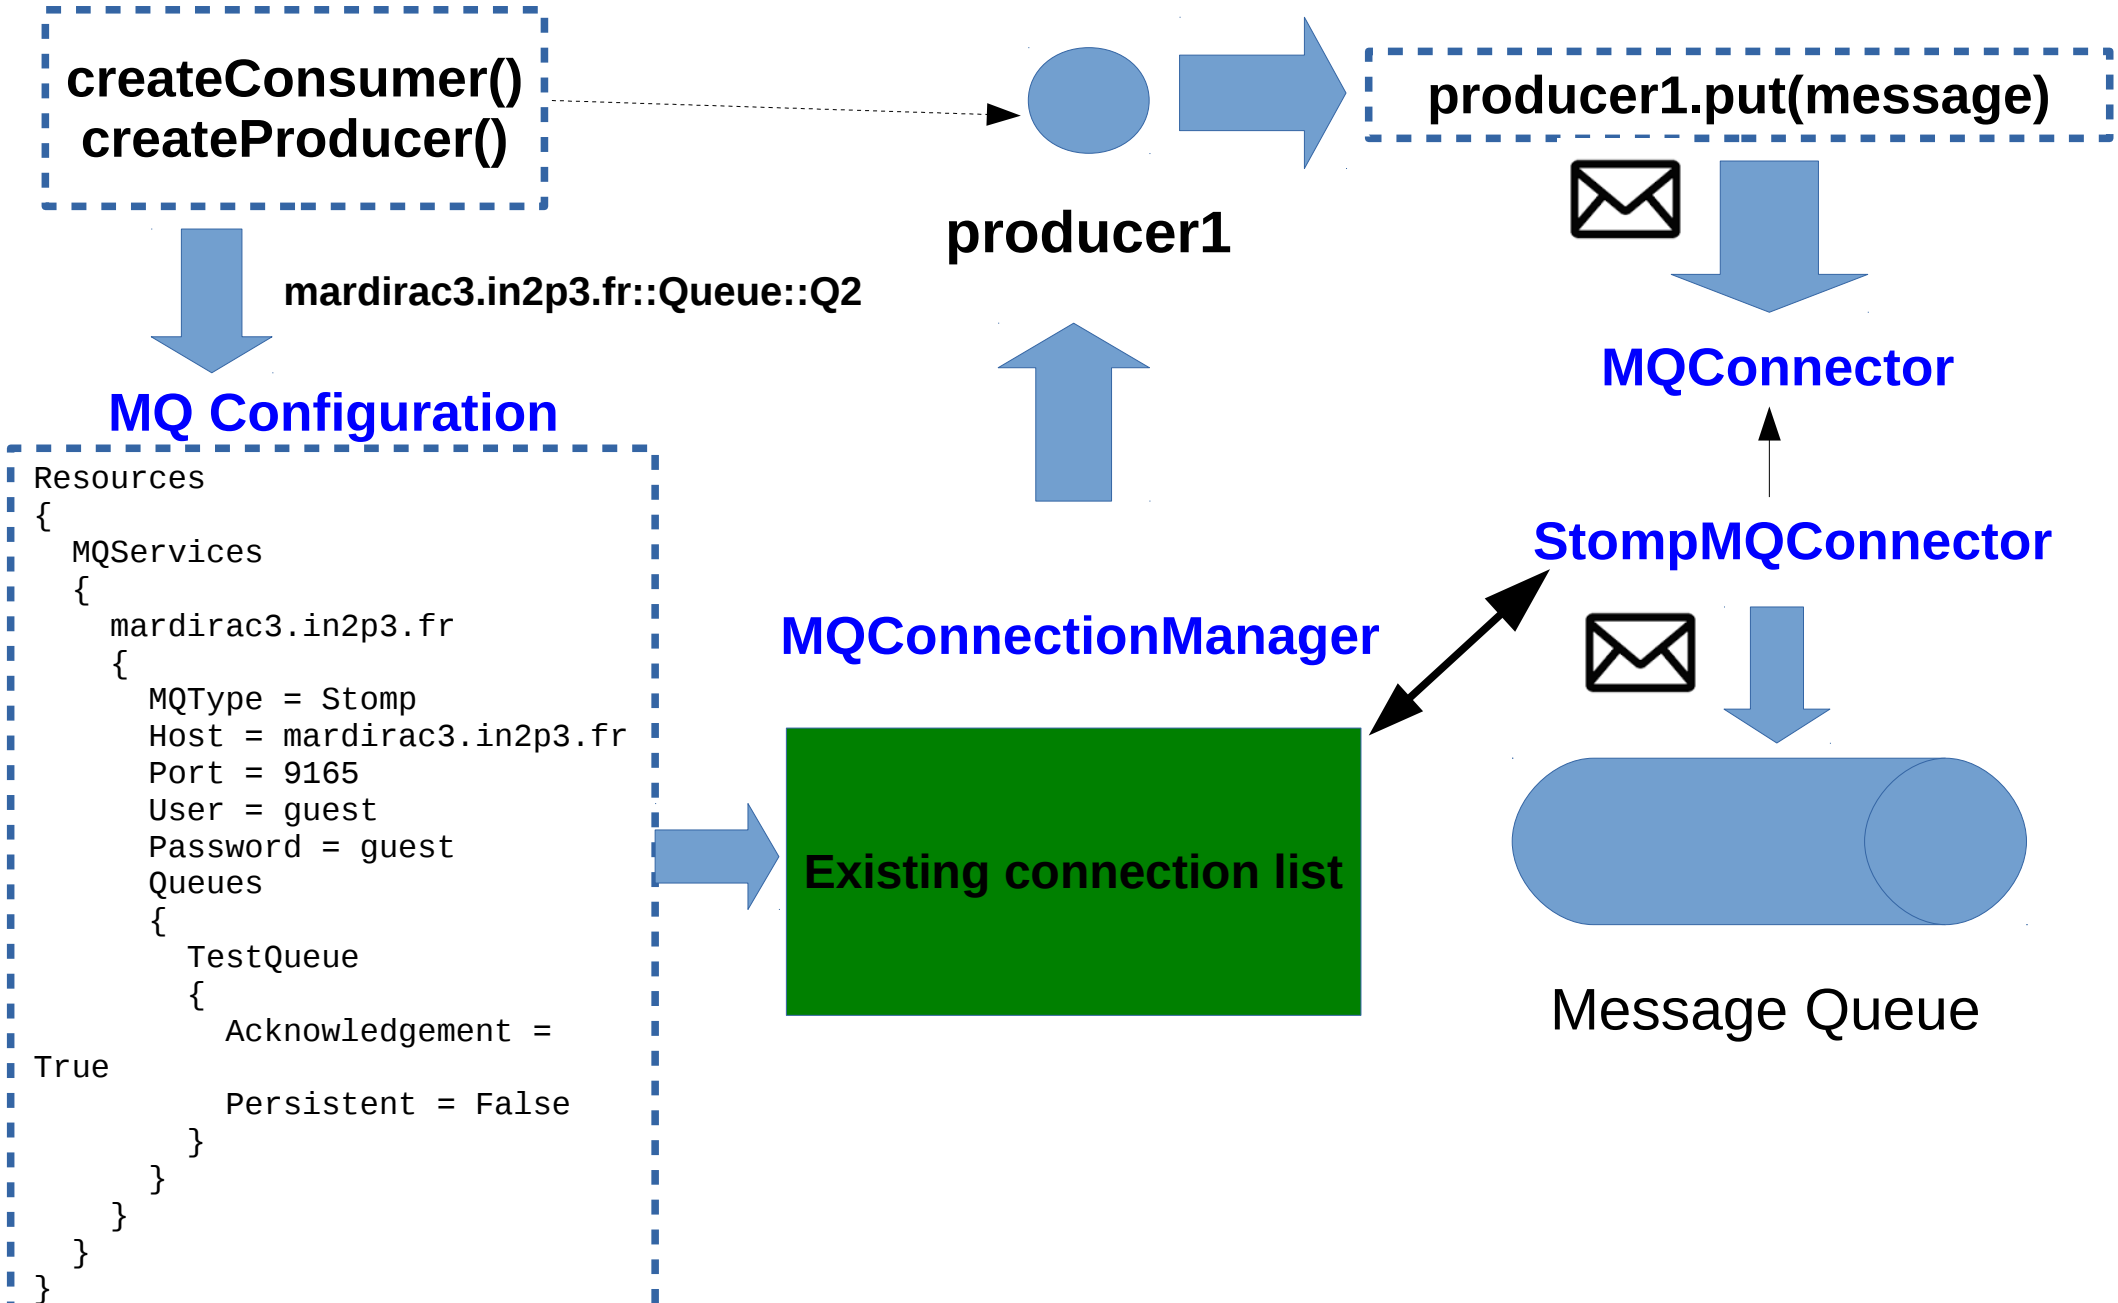 createConsumer()
createProducer()
producer1
producer1.put(message)
mardirac3.in2p3.fr::Queue::Q2
MQ Configuration
Resources
{
  MQServices
  {
    mardirac3.in2p3.fr
    {
      MQType = Stomp
      Host = mardirac3.in2p3.fr
      Port = 9165
      User = guest
      Password = guest
      Queues
      {
        TestQueue
        {
          Acknowledgement =
True
          Persistent = False
        }
      }
    }
  }
}
MQConnectionManager
Existing connection list
MQConnector
StompMQConnector
Message Queue